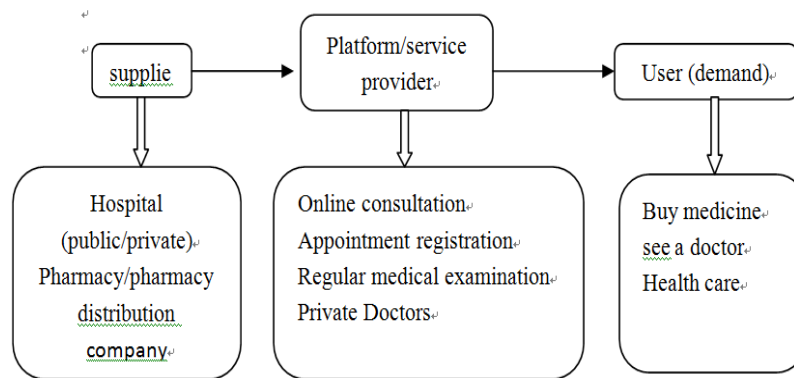 supplie
Platform/service
provider
User (demand)
Hospital
(public/private)
Pharmacy/pharmacy
distribution
company
Online consultation
Appointment registration
Regular medical examination
Private Doctors
Buy medicine
see a doctor
Health care